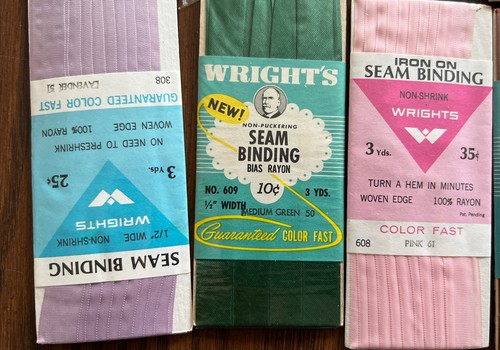 SEAM BINDING
1/2" WIDE NON-SHRINK
WRIGHTS
3 Yds. 25¢
NO NEED TO PRESHRINK
WOVEN EDGE 100% RAYON
GUARANTEED COLOR FAST
308 LAVENDER 51
WRIGHT'S
NEW!
NON-PUCKERING
SEAM
BINDING
BIAS RAYON
NO. 609 10¢ 3 YDS.
½" WIDTH
MEDIUM GREEN 50
Guaranteed COLOR FAST
IRON ON
SEAM BINDING
NON-SHRINK
WRIGHTS
3 Yds. 35¢
TURN A HEM IN MINUTES
WOVEN EDGE 100% RAYON
Pat. Pending
COLOR FAST
608 PINK 61